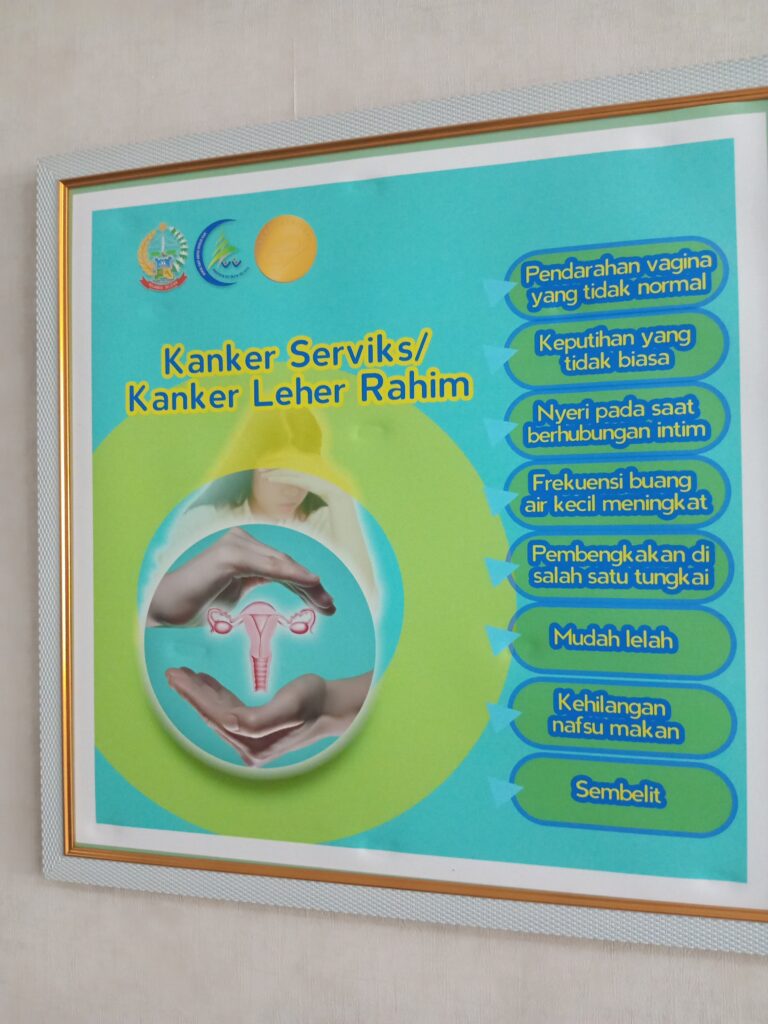 Kanker Serviks/
Kanker Leher Rahim
Pendarahan vagina
yang tidak normal
Keputihan yang
tidak biasa
Nyeri pada saat
berhubungan intim
Frekuensi buang
air kecil meningkat
Pembengkakan di
salah satu tungkai
Mudah lelah
Kehilangan
nafsu makan
Sembelit